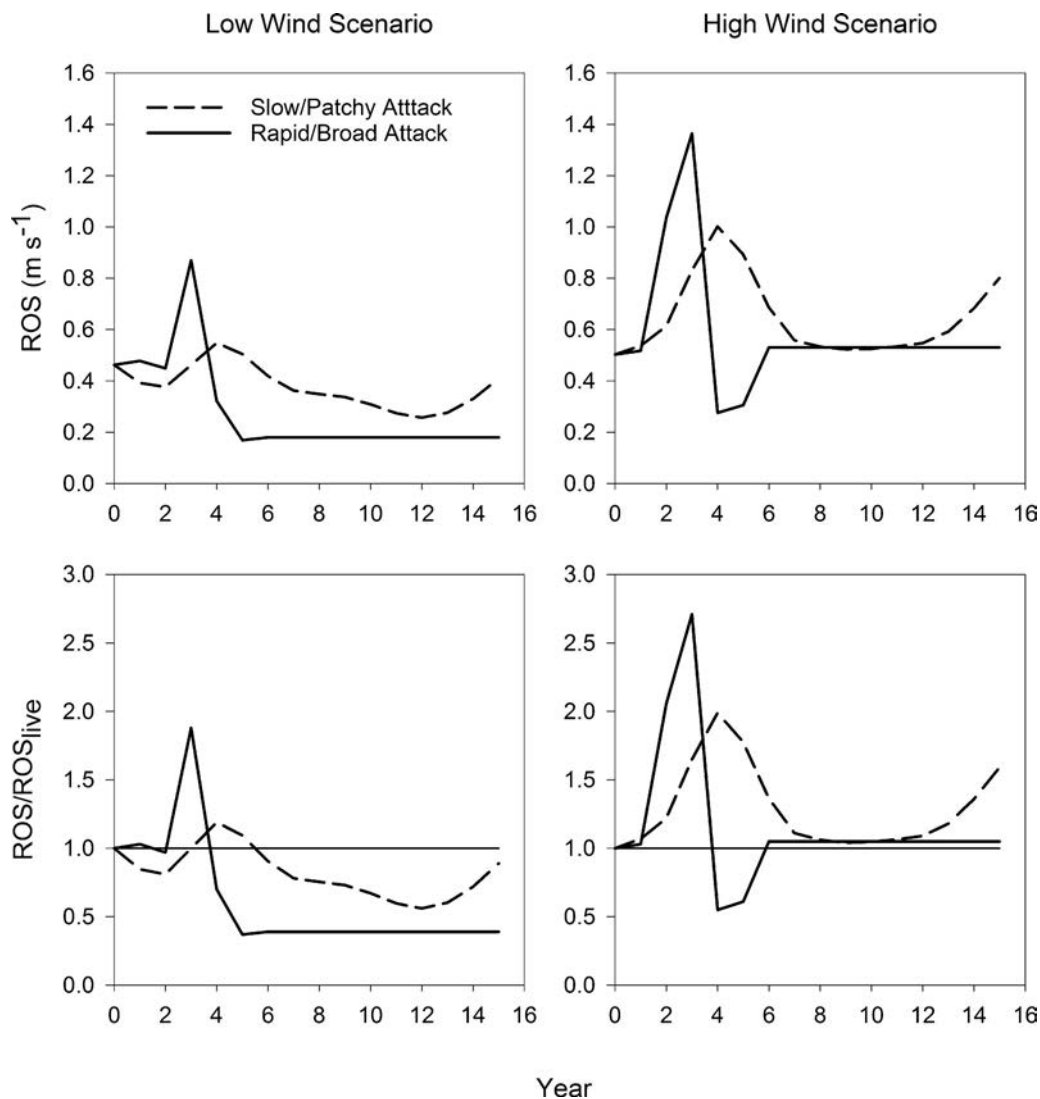 Low Wind Scenario
High Wind Scenario
ROS (m s⁻¹)
1.6
1.4
1.2
1.0
0.8
0.6
0.4
0.2
0.0
Slow/Patchy Atttack
Rapid/Broad Attack
0 2 4 6 8 10 12 14 16
1.6
1.4
1.2
1.0
0.8
0.6
0.4
0.2
0.0
0 2 4 6 8 10 12 14 16
ROS/ROSlive
3.0
2.5
2.0
1.5
1.0
0.5
0.0
0 2 4 6 8 10 12 14 16
3.0
2.5
2.0
1.5
1.0
0.5
0.0
0 2 4 6 8 10 12 14 16
Year